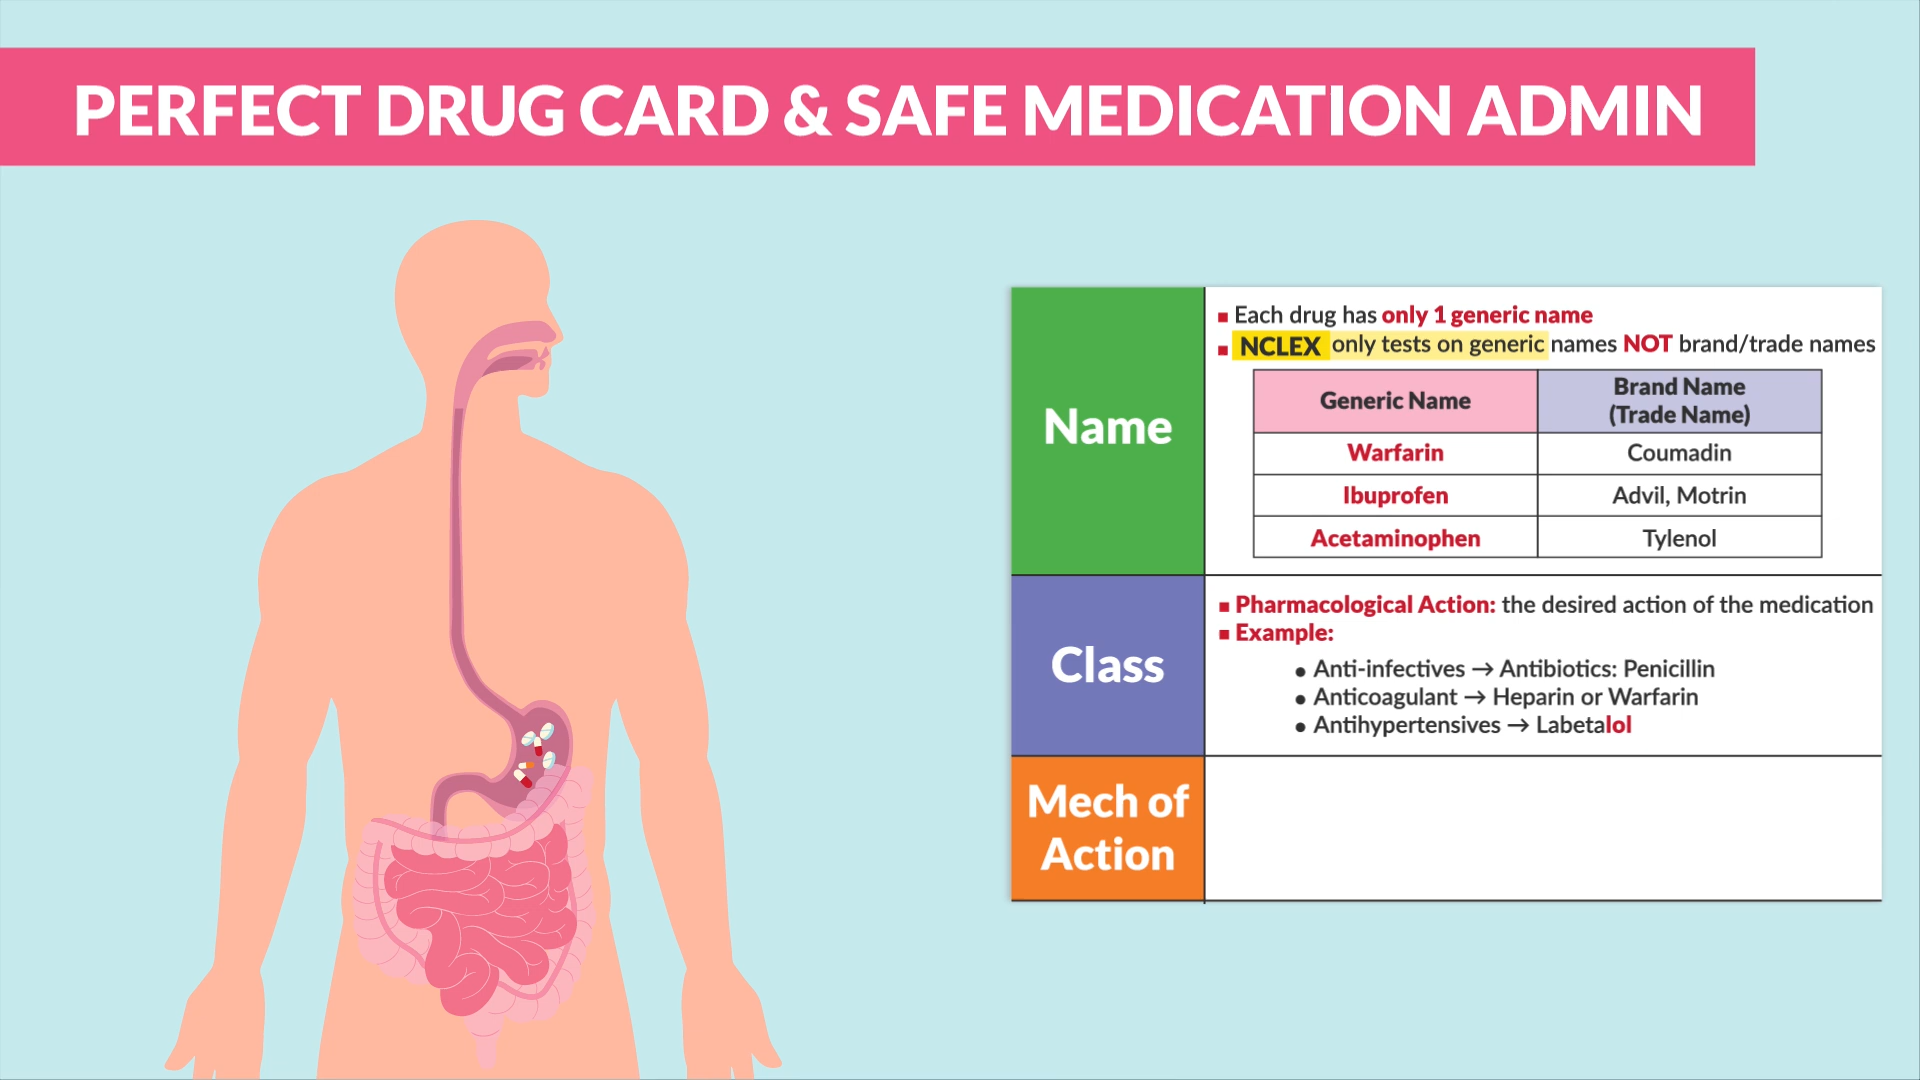 PERFECT DRUG CARD & SAFE MEDICATION ADMIN
Name
▪ Each drug has only 1 generic name
▪ NCLEX only tests on generic names NOT brand/trade names
Generic Name
Brand Name
(Trade Name)
Warfarin
Coumadin
Ibuprofen
Advil, Motrin
Acetaminophen
Tylenol
Class
▪ Pharmacological Action: the desired action of the medication
▪ Example:
• Anti-infectives → Antibiotics: Penicillin
• Anticoagulant → Heparin or Warfarin
• Antihypertensives → Labetalol
Mech of
Action